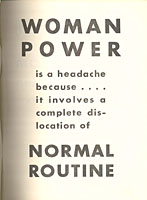 WOMAN
POWER
is a headache
because . . . .
it involves a
complete dis-
location of
NORMAL
ROUTINE